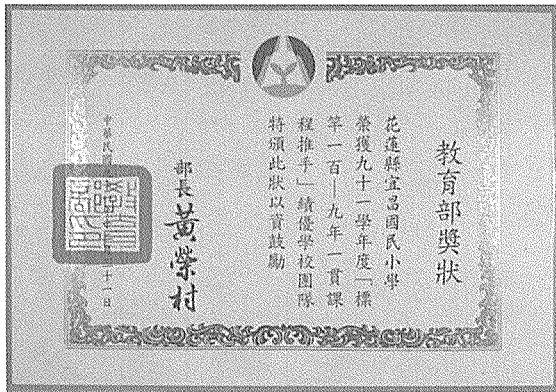 教育部獎狀
花蓮縣宜昌國民小學
榮獲九十一學年度「標
竿一百—九年一貫課
程推手」績優學校團隊
特頒此狀以資鼓勵
部長 黃榮村
中華民國
十一日